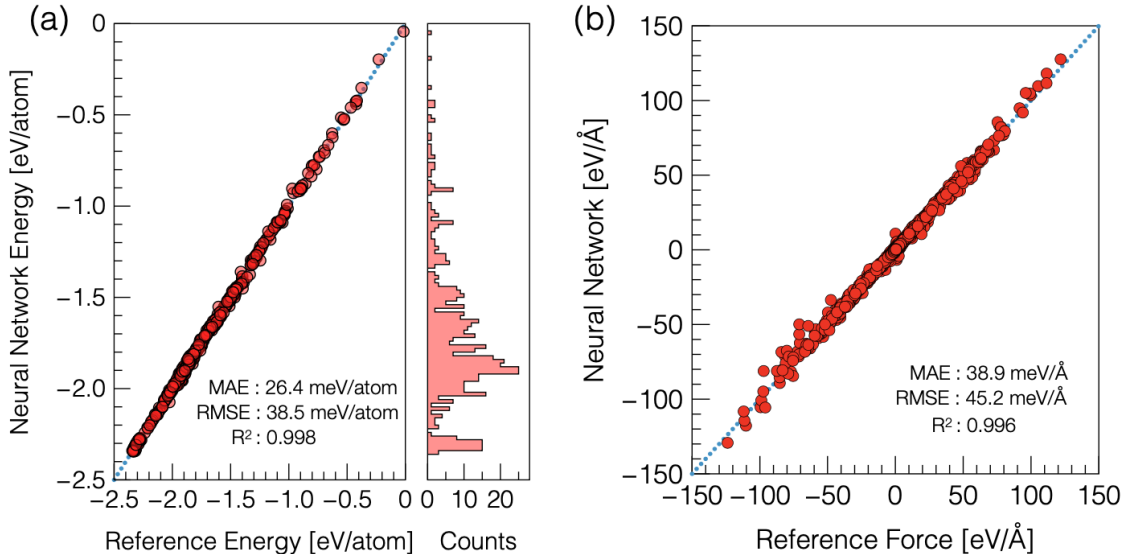 (a)
Neural Network Energy [eV/atom]
0
−0.5
−1.0
−1.5
−2.0
−2.5
MAE : 26.4 meV/atom
RMSE : 38.5 meV/atom
R² : 0.998
−2.5 −2.0 −1.5 −1.0 −0.5 0
Reference Energy [eV/atom]
0 10 20
Counts
(b)
Neural Network [eV/Å]
150
100
50
0
−50
−100
−150
MAE : 38.9 meV/Å
RMSE : 45.2 meV/Å
R² : 0.996
−150 −100 −50 0 50 100 150
Reference Force [eV/Å]